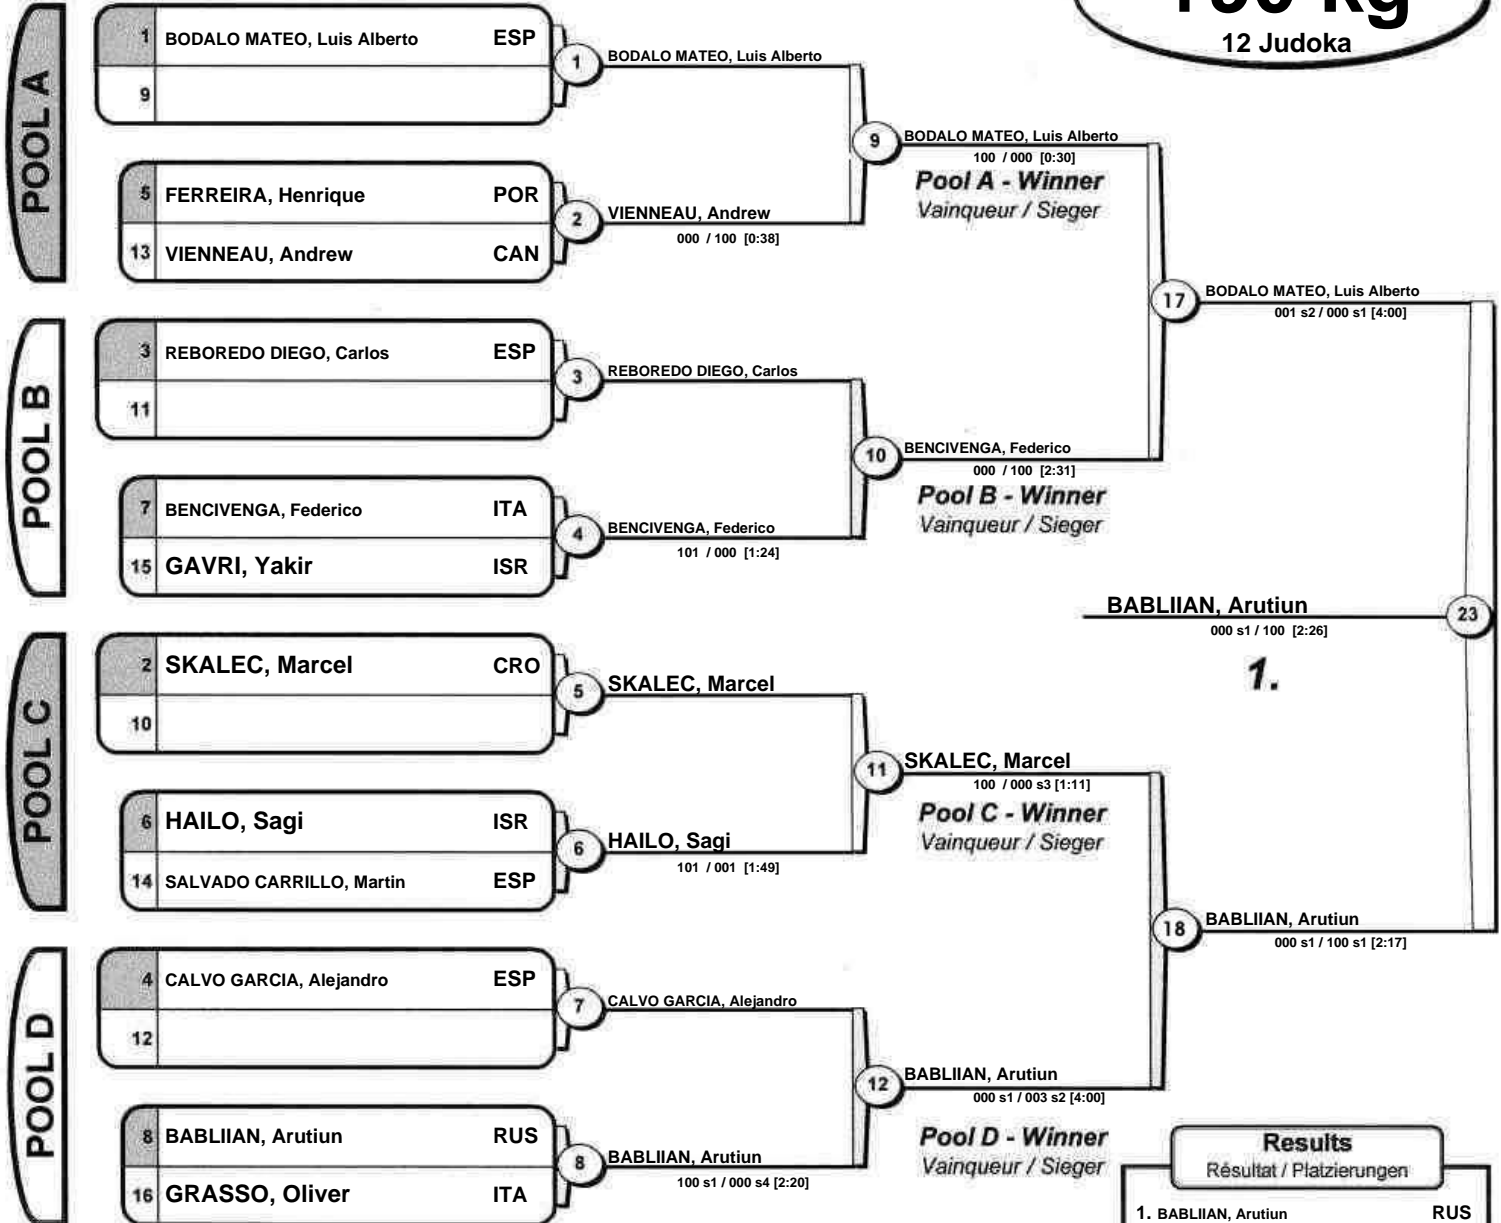 kg
12 Judoka
POOL A
1 BODALO MATEO, Luis Alberto ESP
9
5 FERREIRA, Henrique POR
13 VIENNEAU, Andrew CAN
1 BODALO MATEO, Luis Alberto
2 VIENNEAU, Andrew
000 / 100 [0:38]
9 BODALO MATEO, Luis Alberto
100 / 000 [0:30]
Pool A - Winner
Vainqueur / Sieger
17 BODALO MATEO, Luis Alberto
001 s2 / 000 s1 [4:00]
POOL B
3 REBOREDO DIEGO, Carlos ESP
11
7 BENCIVENGA, Federico ITA
15 GAVRI, Yakir ISR
3 REBOREDO DIEGO, Carlos
4 BENCIVENGA, Federico
101 / 000 [1:24]
10 BENCIVENGA, Federico
000 / 100 [2:31]
Pool B - Winner
Vainqueur / Sieger
BABLIIAN, Arutiun 23
000 s1 / 100 [2:26]
1.
POOL C
2 SKALEC, Marcel CRO
10
6 HAILO, Sagi ISR
14 SALVADO CARRILLO, Martin ESP
5 SKALEC, Marcel
6 HAILO, Sagi
101 / 001 [1:49]
11 SKALEC, Marcel
100 / 000 s3 [1:11]
Pool C - Winner
Vainqueur / Sieger
18 BABLIIAN, Arutiun
000 s1 / 100 s1 [2:17]
POOL D
4 CALVO GARCIA, Alejandro ESP
12
8 BABLIIAN, Arutiun RUS
16 GRASSO, Oliver ITA
7 CALVO GARCIA, Alejandro
8 BABLIIAN, Arutiun
100 s1 / 000 s4 [2:20]
12 BABLIIAN, Arutiun
000 s1 / 003 s2 [4:00]
Pool D - Winner
Vainqueur / Sieger
Results
Résultat / Platzierungen
1. BABLIIAN, Arutiun RUS